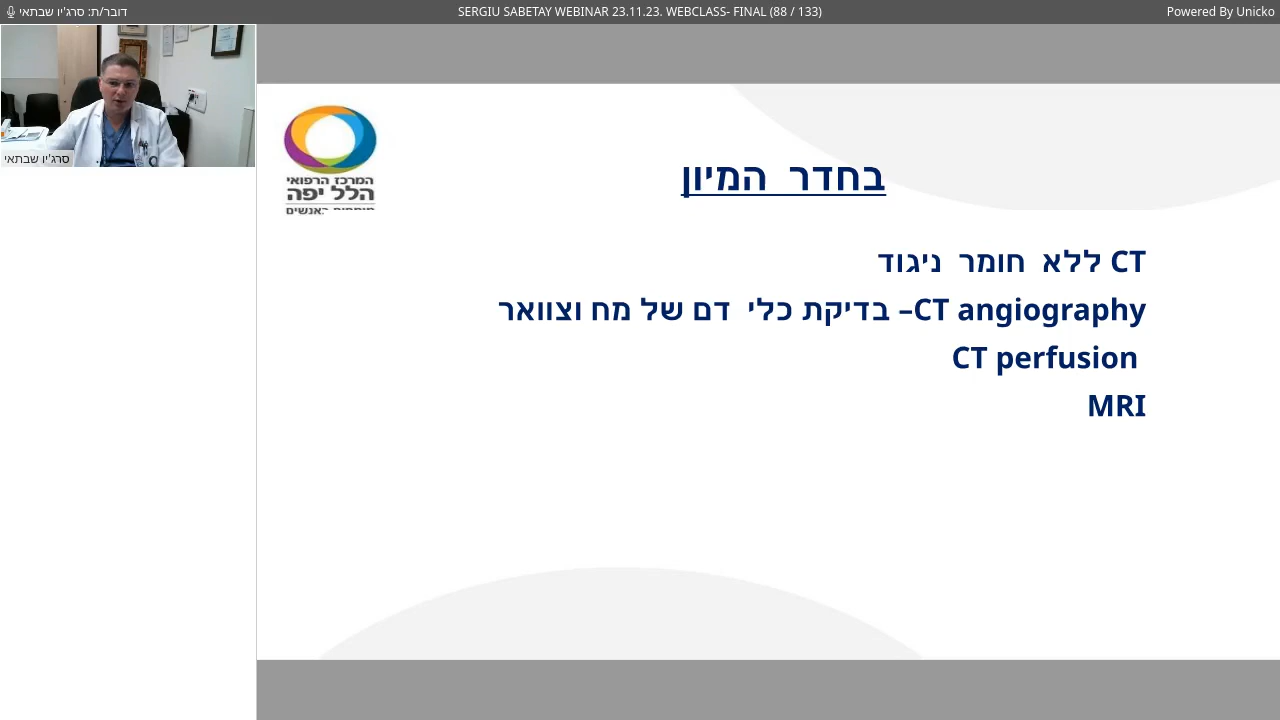 דובר/ת: סרג'יו שבתאי
SERGIU SABETAY WEBINAR 23.11.23. WEBCLASS- FINAL (88 / 133)
Powered By Unicko
סרג'יו שבתאי
המרכז הרפואי
הלל יפה
בחדר המיון
CT ללא חומר ניגוד
CT angiography– בדיקת כלי דם של מח וצוואר
CT perfusion
MRI